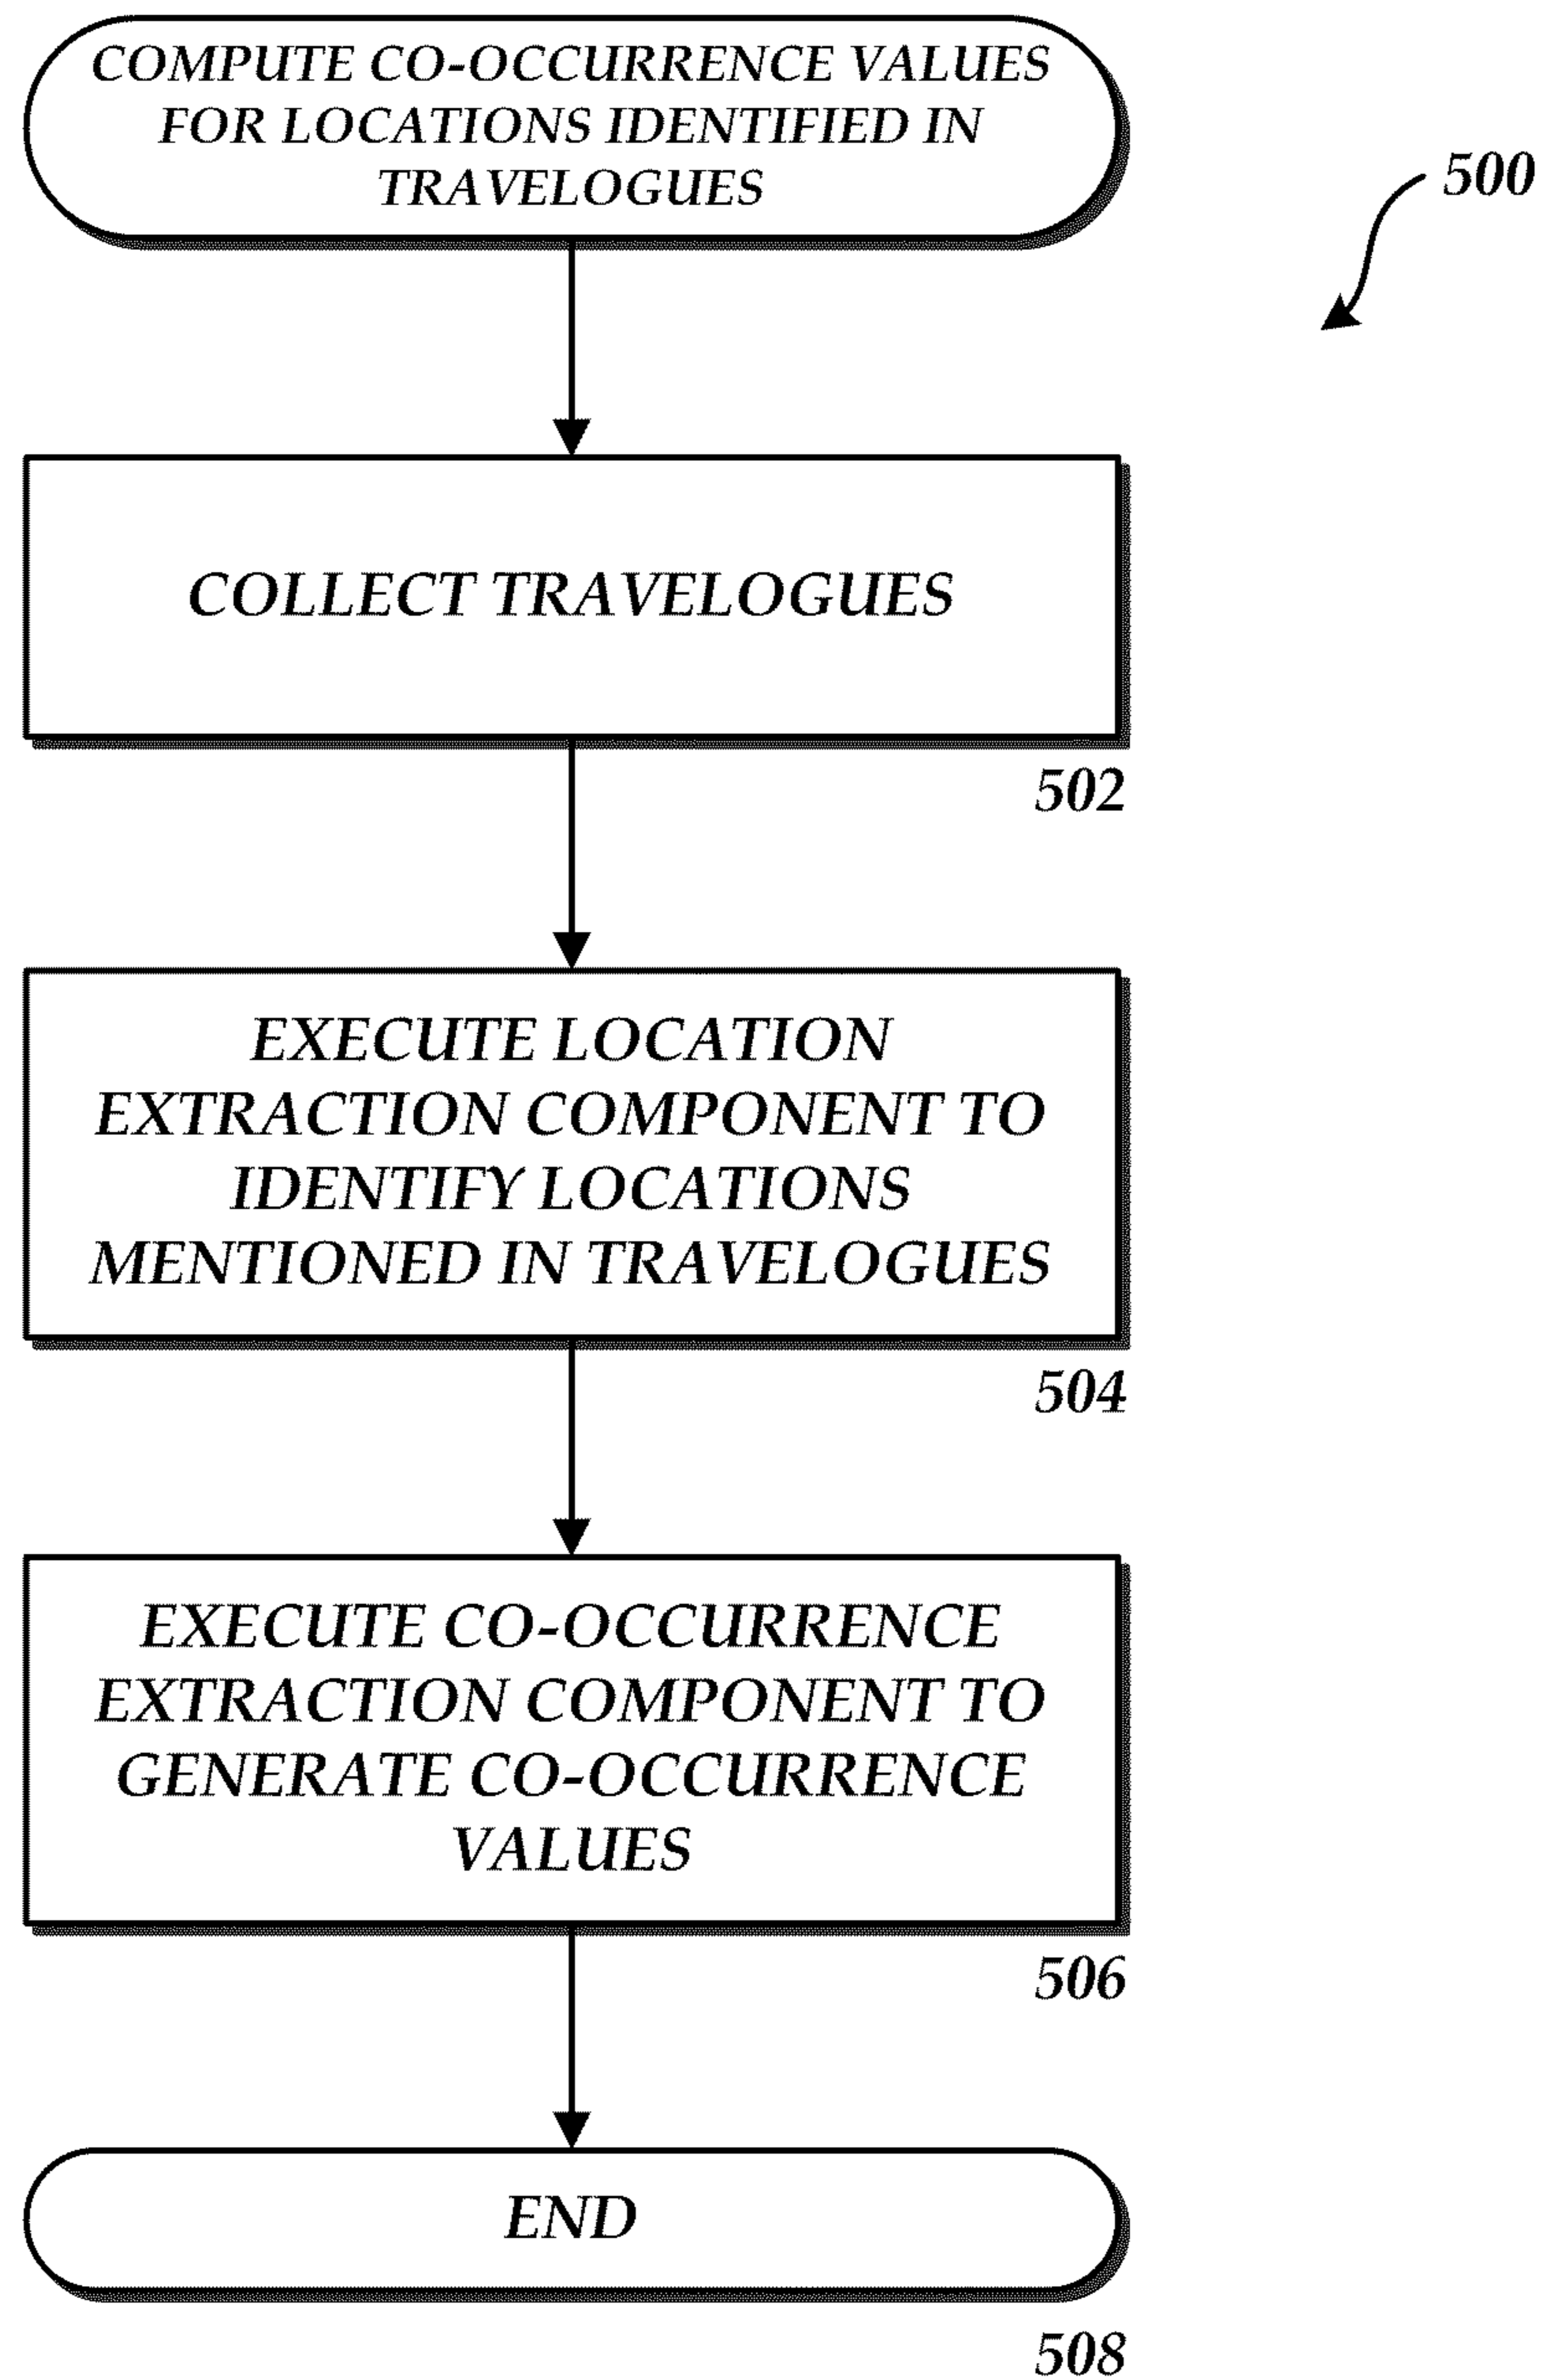 COMPUTE CO-OCCURRENCE VALUES
FOR LOCATIONS IDENTIFIED IN
TRAVELOGUES
500
COLLECT TRAVELOGUES
502
EXECUTE LOCATION
EXTRACTION COMPONENT TO
IDENTIFY LOCATIONS
MENTIONED IN TRAVELOGUES
504
EXECUTE CO-OCCURRENCE
EXTRACTION COMPONENT TO
GENERATE CO-OCCURRENCE
VALUES
506
END
508